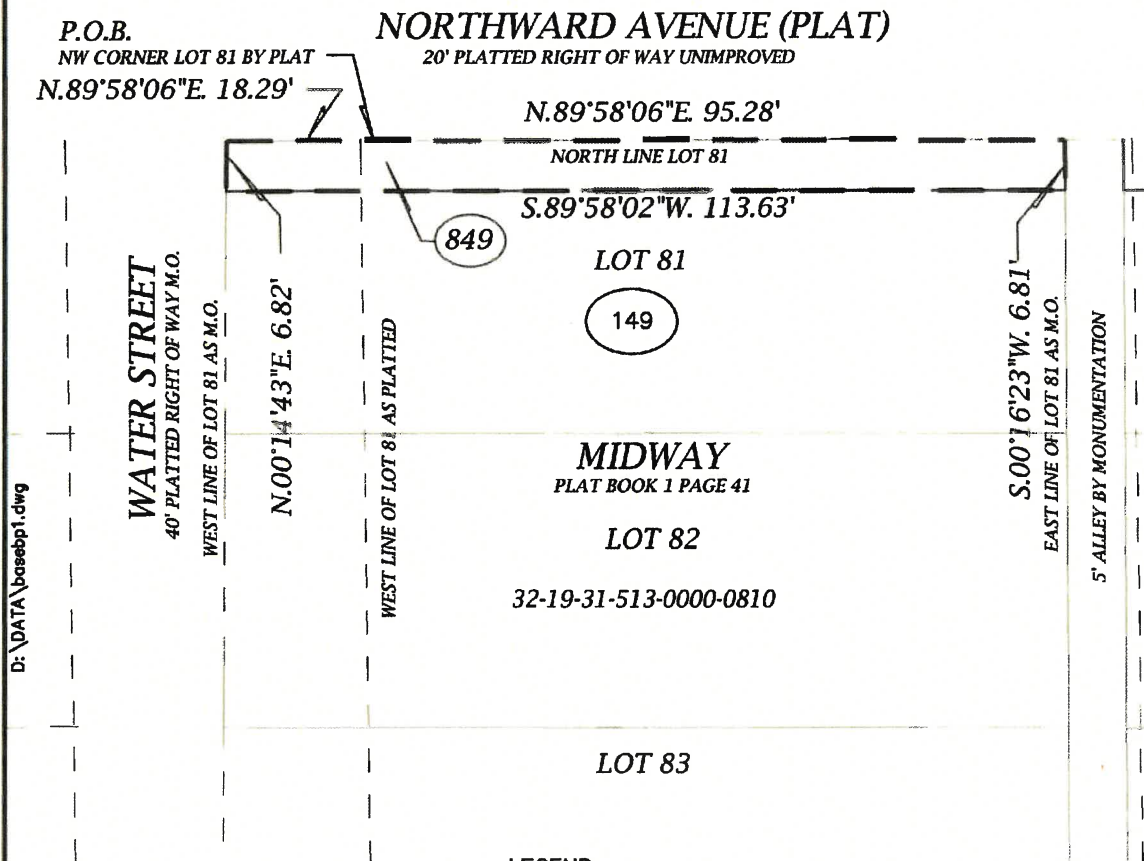 P.O.B.
NW CORNER LOT 81 BY PLAT
N.89°58'06"E. 18.29'
NORTHWARD AVENUE (PLAT)
20' PLATTED RIGHT OF WAY UNIMPROVED
N.89°58'06"E. 95.28'
NORTH LINE LOT 81
S.89°58'02"W. 113.63'
849
LOT 81
149
WATER STREET
40' PLATTED RIGHT OF WAY M.O.
WEST LINE OF LOT 81 AS M.O.
N.00°14'43"E. 6.82'
WEST LINE OF LOT 81 AS PLATTED
S.00°16'23"W. 6.81'
EAST LINE OF LOT 81 AS M.O.
5' ALLEY BY MONUMENTATION
MIDWAY
PLAT BOOK 1 PAGE 41
LOT 82
32-19-31-513-0000-0810
D:\DATA\basebp1.dwg
LOT 83
LEGEND